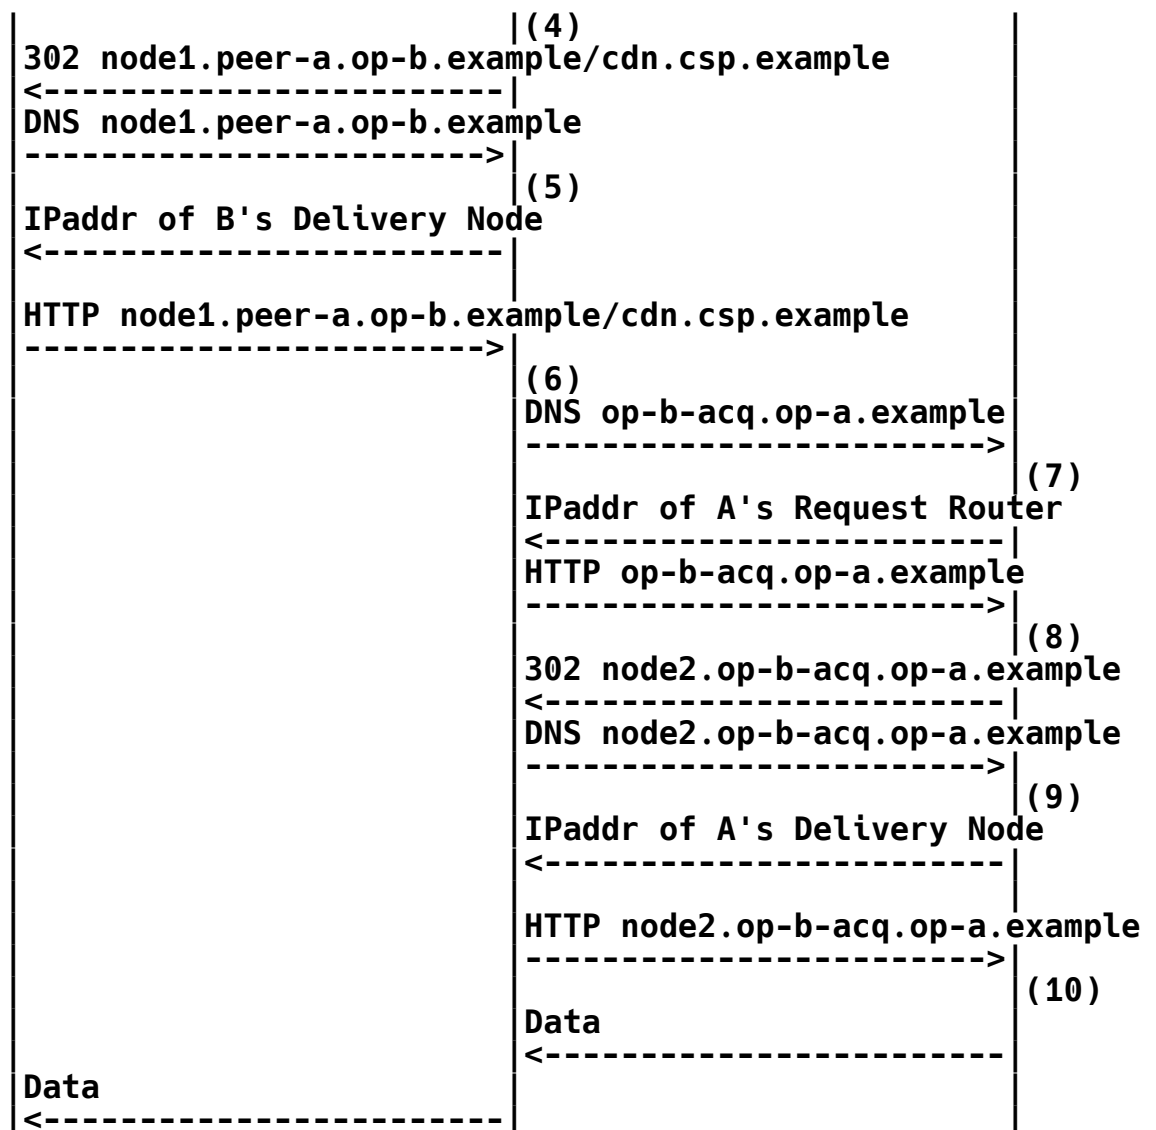 (4)
302 node1.peer-a.op-b.example/cdn.csp.example
<------------------------
DNS node1.peer-a.op-b.example
------------------------>
(5)
IPaddr of B's Delivery Node
<------------------------
HTTP node1.peer-a.op-b.example/cdn.csp.example
------------------------>
(6)
DNS op-b-acq.op-a.example
------------------------>
(7)
IPaddr of A's Request Router
<------------------------
HTTP op-b-acq.op-a.example
------------------------>
(8)
302 node2.op-b-acq.op-a.example
<------------------------
DNS node2.op-b-acq.op-a.example
------------------------>
(9)
IPaddr of A's Delivery Node
<------------------------
HTTP node2.op-b-acq.op-a.example
------------------------>
(10)
Data
<------------------------
Data
<------------------------